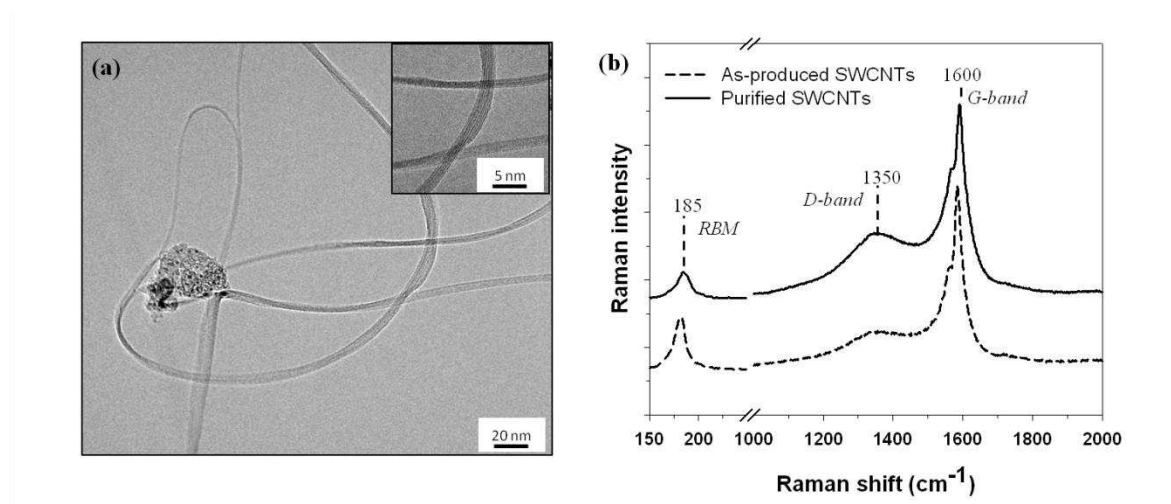 (a)
5 nm
20 nm
(b)
As-produced SWCNTs
Purified SWCNTs
1600
G-band
1350
D-band
185
RBM
Raman intensity
150 200 1000 1200 1400 1600 1800 2000
Raman shift (cm⁻¹)